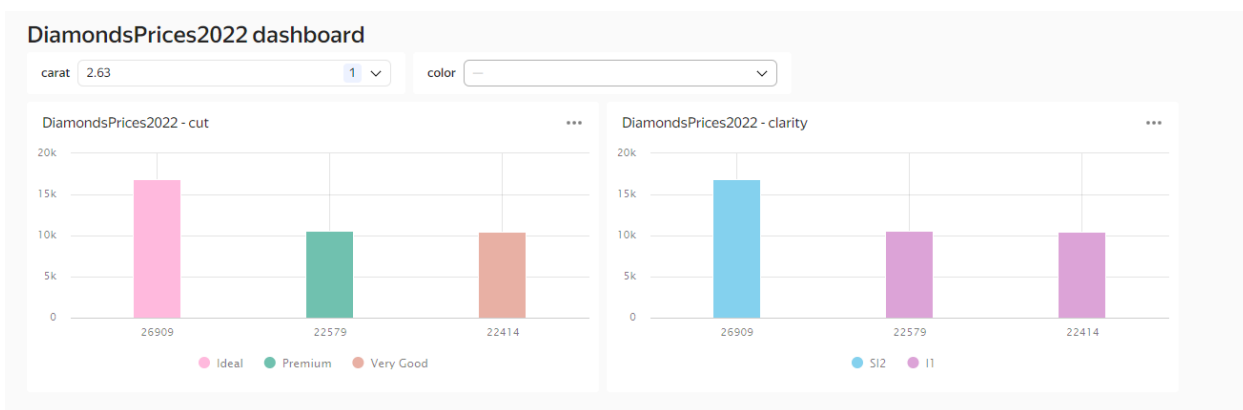 DiamondsPrices2022 dashboard
carat 2.63 1
color —
DiamondsPrices2022 - cut
20k
15k
10k
5k
0
26909 22579 22414
Ideal Premium Very Good
DiamondsPrices2022 - clarity
20k
15k
10k
5k
0
26909 22579 22414
SI2 I1